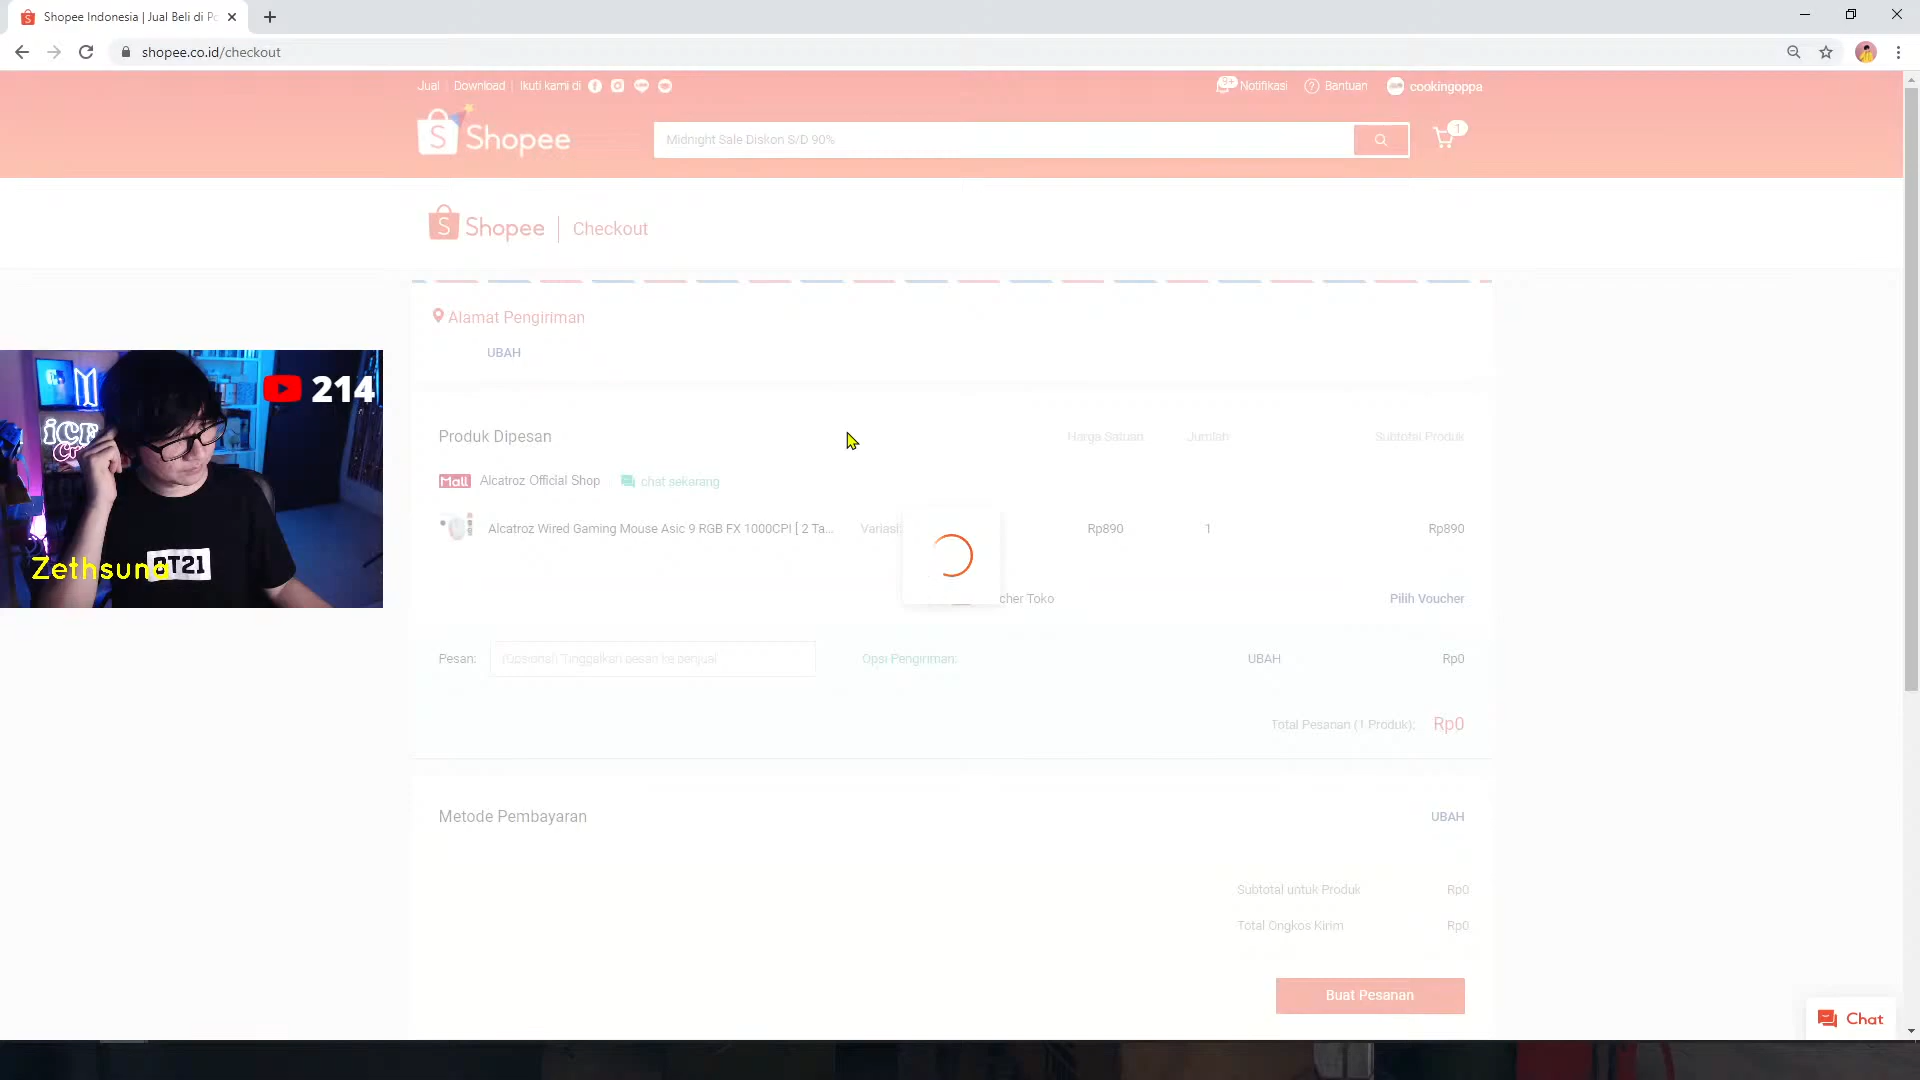 Shopee Indonesia | Jual Beli di Po
shopee.co.id/checkout
Jual | Download | Ikuti kami di
9+ Notifikasi Bantuan cookingoppa
Shopee
Midnight Sale Diskon S/D 90%
1
Shopee | Checkout
Alamat Pengiriman
UBAH
214
Zethsuna
BT21
Produk Dipesan Harga Satuan Jumlah Subtotal Produk
Mall Alcatroz Official Shop chat sekarang
Alcatroz Wired Gaming Mouse Asic 9 RGB FX 1000CPI [ 2 Ta... Variasi: Rp890 1 Rp890
cher Toko Pilih Voucher
Pesan: (Opsional) Tinggalkan pesan ke penjual Opsi Pengiriman: UBAH Rp0
Total Pesanan (1 Produk): Rp0
Metode Pembayaran UBAH
Subtotal untuk Produk Rp0
Total Ongkos Kirim Rp0
Buat Pesanan
Chat